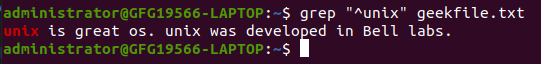 administrator@GFG19566-LAPTOP:~$ grep "^unix" geekfile.txt
unix is great os. unix was developed in Bell labs.
administrator@GFG19566-LAPTOP:~$